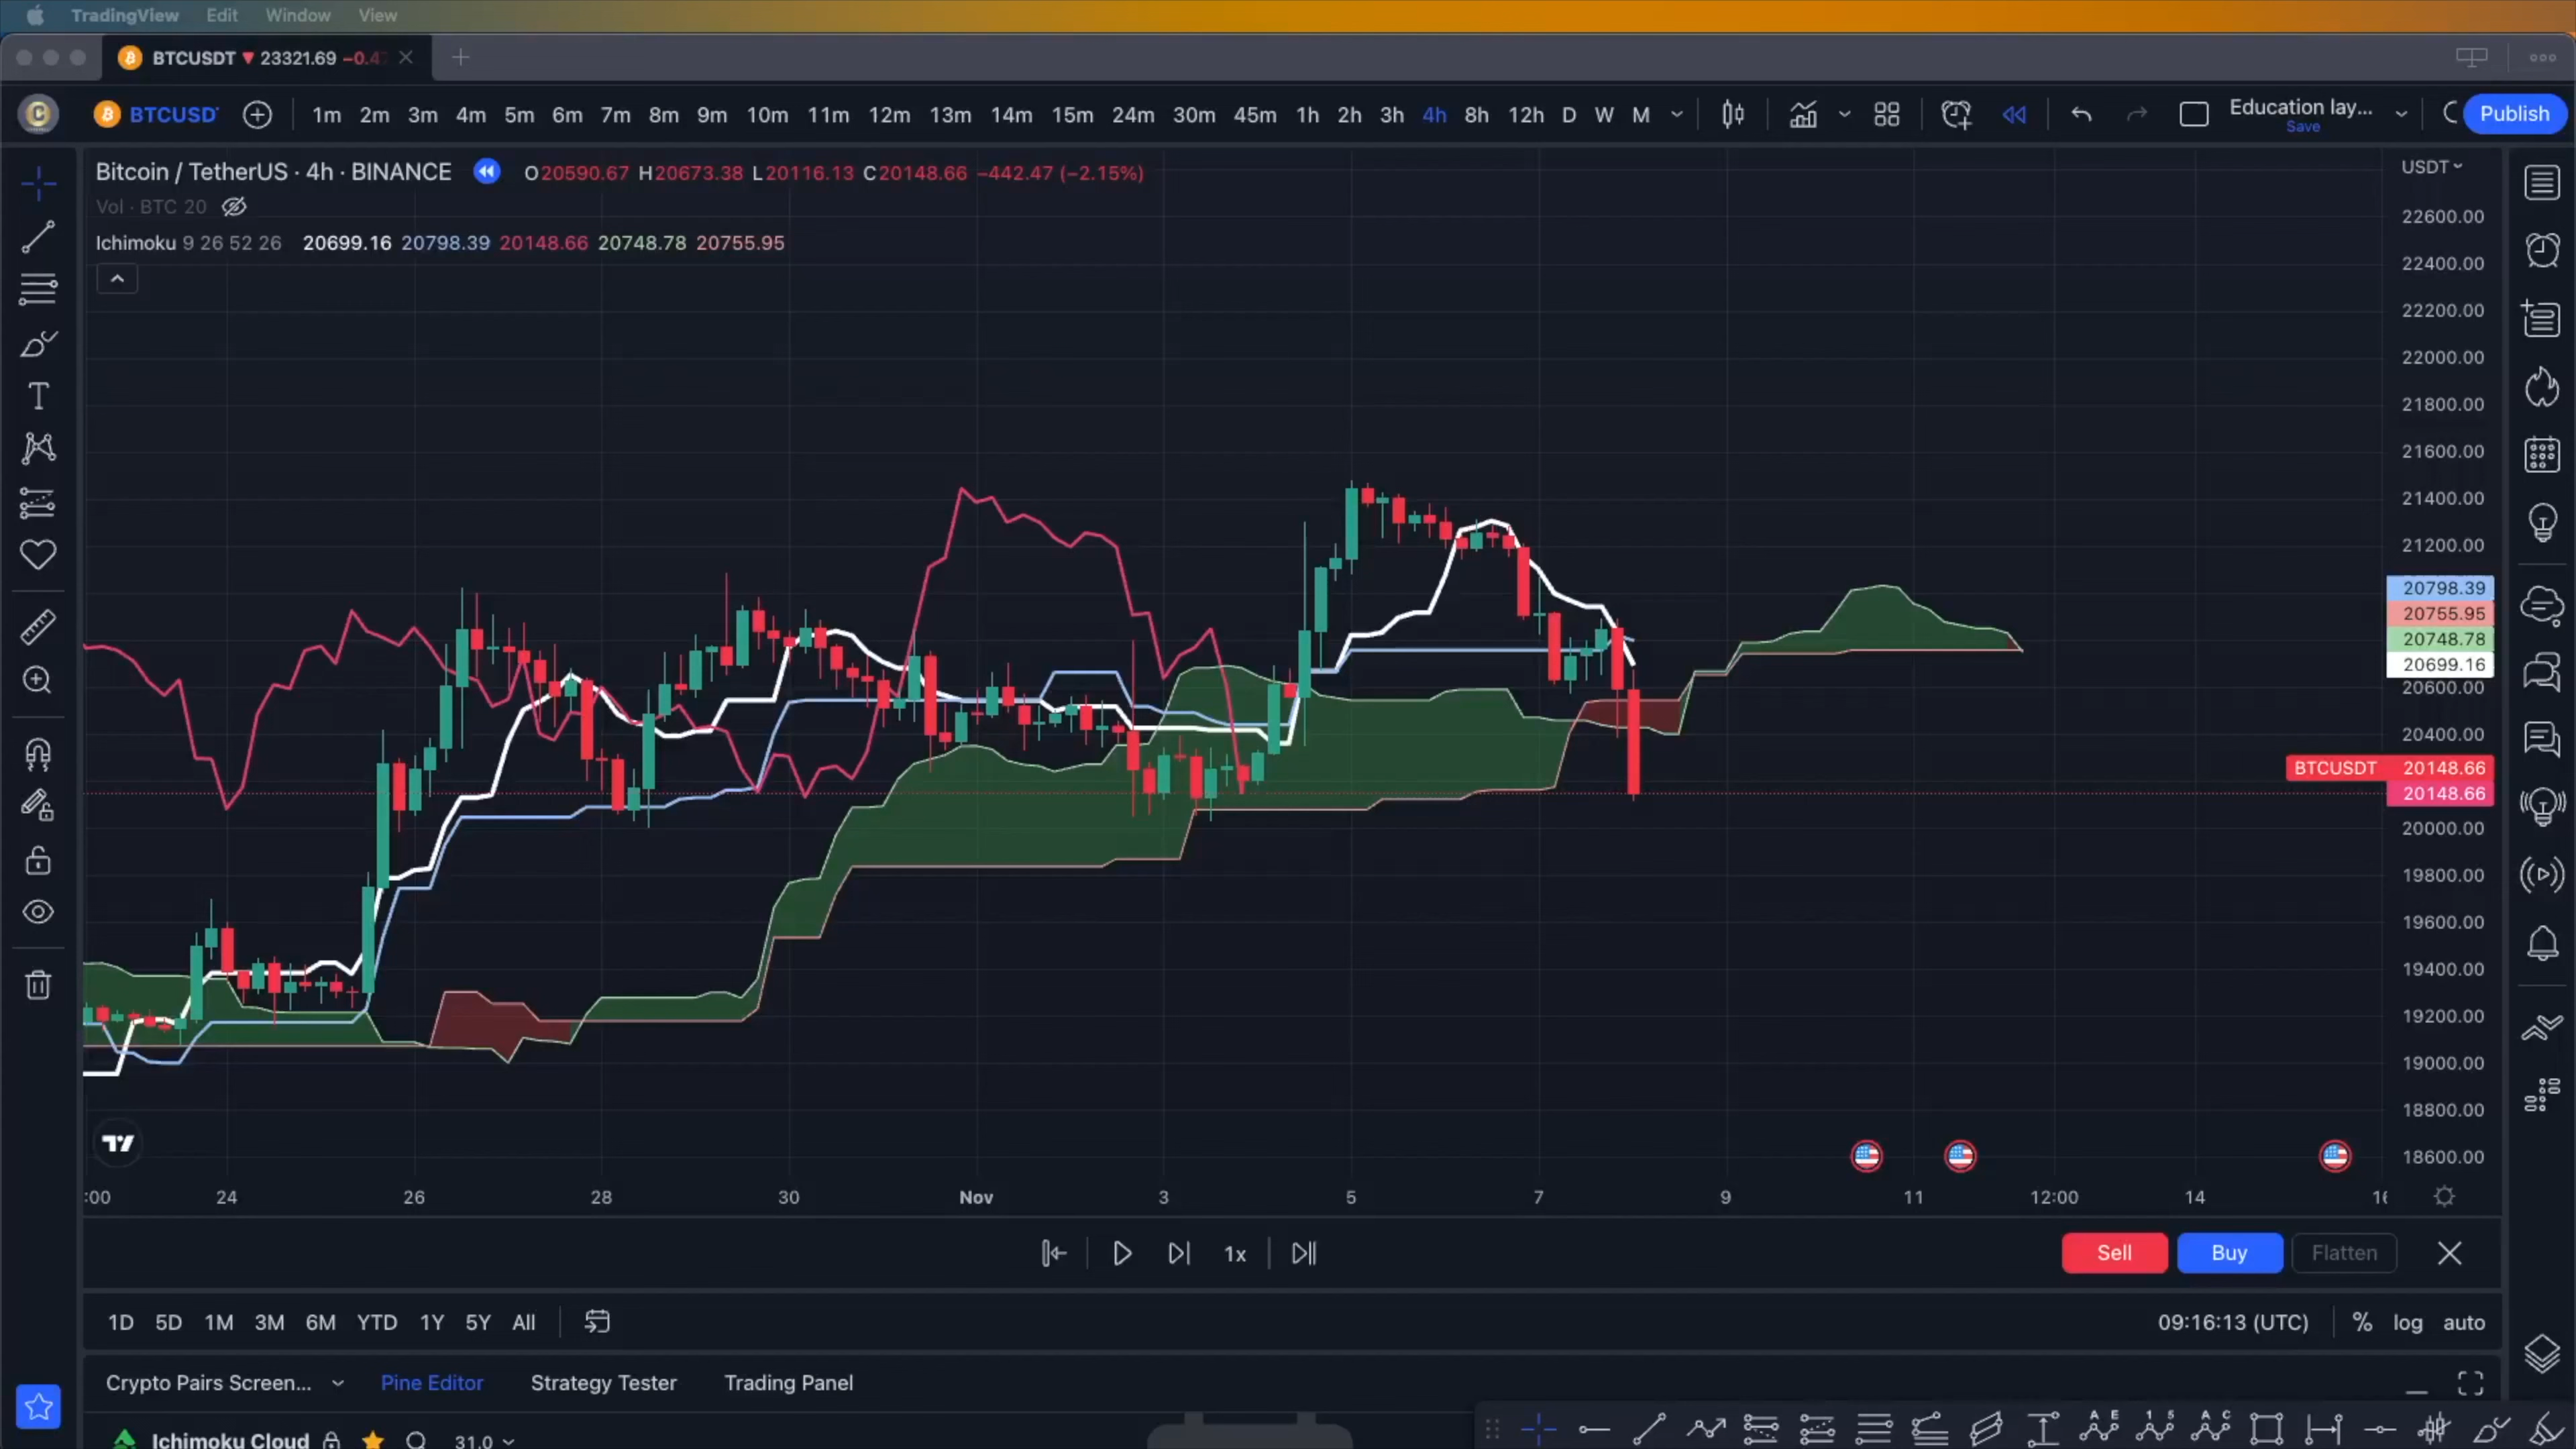 TradingView Edit Window View
BTCUSDT ▼ 23321.69 −0.4
BTCUSDT
1m 2m 3m 4m 5m 6m 7m 8m 9m 10m 11m 12m 13m 14m 15m 24m 30m 45m 1h 2h 3h 4h 8h 12h D W M
Education lay...
Save
Publish
Bitcoin / TetherUS · 4h · BINANCE O20590.67 H20673.38 L20116.13 C20148.66 −442.47 (−2.15%)
Vol · BTC 20
Ichimoku 9 26 52 26 20699.16 20798.39 20148.66 20748.78 20755.95
USDT
22600.00
22400.00
22200.00
22000.00
21800.00
21600.00
21400.00
21200.00
20798.39
20755.95
20748.78
20699.16
20600.00
20400.00
BTCUSDT 20148.66
20148.66
20000.00
19800.00
19600.00
19400.00
19200.00
19000.00
18800.00
18600.00
:00 24 26 28 30 Nov 3 5 7 9 11 12:00 14 16
1x
Sell Buy Flatten
1D 5D 1M 3M 6M YTD 1Y 5Y All
09:16:13 (UTC) % log auto
Crypto Pairs Screen... Pine Editor Strategy Tester Trading Panel
Ichimoku Cloud 31.0